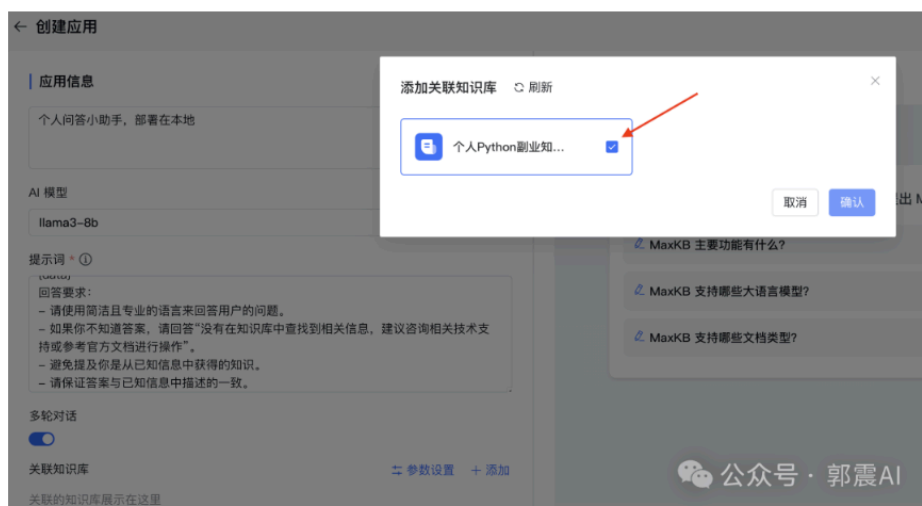 ← 创建应用
应用信息
个人问答小助手，部署在本地
AI 模型
llama3-8b
提示词 *
{data}
回答要求：
- 请使用简洁且专业的语言来回答用户的问题。
- 如果你不知道答案，请回答“没有在知识库中查找到相关信息，建议咨询相关技术支
持或参考官方文档进行操作”。
- 避免提及你是从已知信息中获得的知识。
- 请保证答案与已知信息中描述的一致。
多轮对话
关联知识库
参数设置
+ 添加
关联的知识库展示在这里
添加关联知识库 刷新
个人Python副业知...
取消
确认
出 M
MaxKB 主要功能有什么?
MaxKB 支持哪些大语言模型?
MaxKB 支持哪些文档类型?
公众号 · 郭震AI